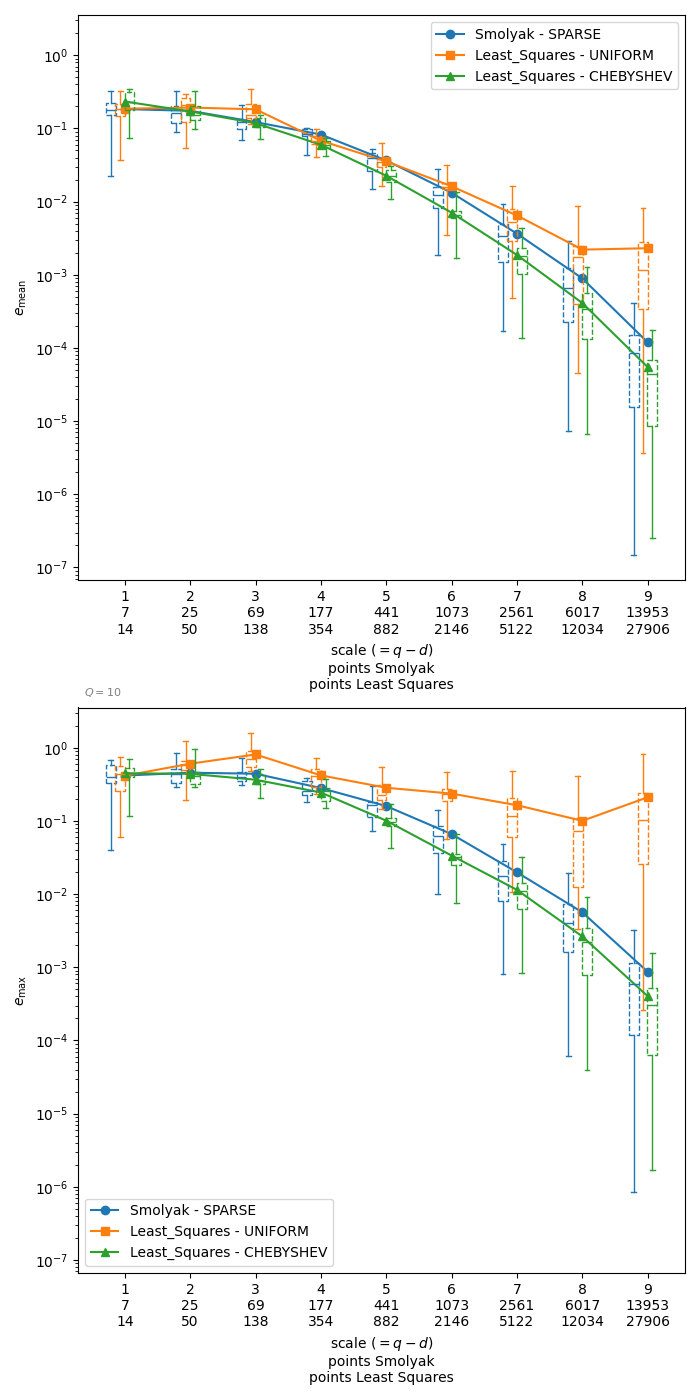 Smolyak - SPARSE
Least_Squares - UNIFORM
Least_Squares - CHEBYSHEV
10⁰
10⁻¹
10⁻²
10⁻³
10⁻⁴
10⁻⁵
10⁻⁶
10⁻⁷
e_mean
1 2 3 4 5 6 7 8 9
7 25 69 177 441 1073 2561 6017 13953
14 50 138 354 882 2146 5122 12034 27906
scale (= q − d)
points Smolyak
points Least Squares
Q = 10
10⁰
10⁻¹
10⁻²
10⁻³
10⁻⁴
10⁻⁵
10⁻⁶
10⁻⁷
e_max
Smolyak - SPARSE
Least_Squares - UNIFORM
Least_Squares - CHEBYSHEV
1 2 3 4 5 6 7 8 9
7 25 69 177 441 1073 2561 6017 13953
14 50 138 354 882 2146 5122 12034 27906
scale (= q − d)
points Smolyak
points Least Squares